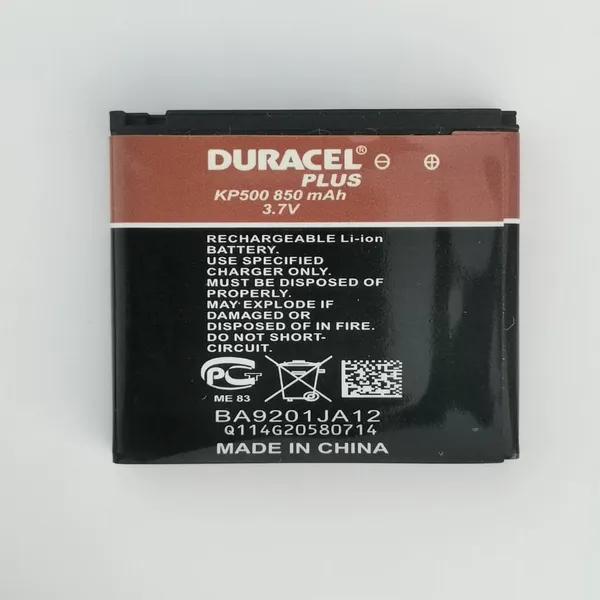 DURACEL® ⊖ ⊕
PLUS
KP500 850 mAh
3.7V
RECHARGEABLE Li-ion
BATTERY.
USE SPECIFIED
CHARGER ONLY.
MUST BE DISPOSED OF
PROPERLY.
MAY EXPLODE IF
DAMAGED OR
DISPOSED OF IN FIRE.
DO NOT SHORT-
CIRCUIT.
РСТ
ME 83
BA9201JA12
Q114G20580714
MADE IN CHINA